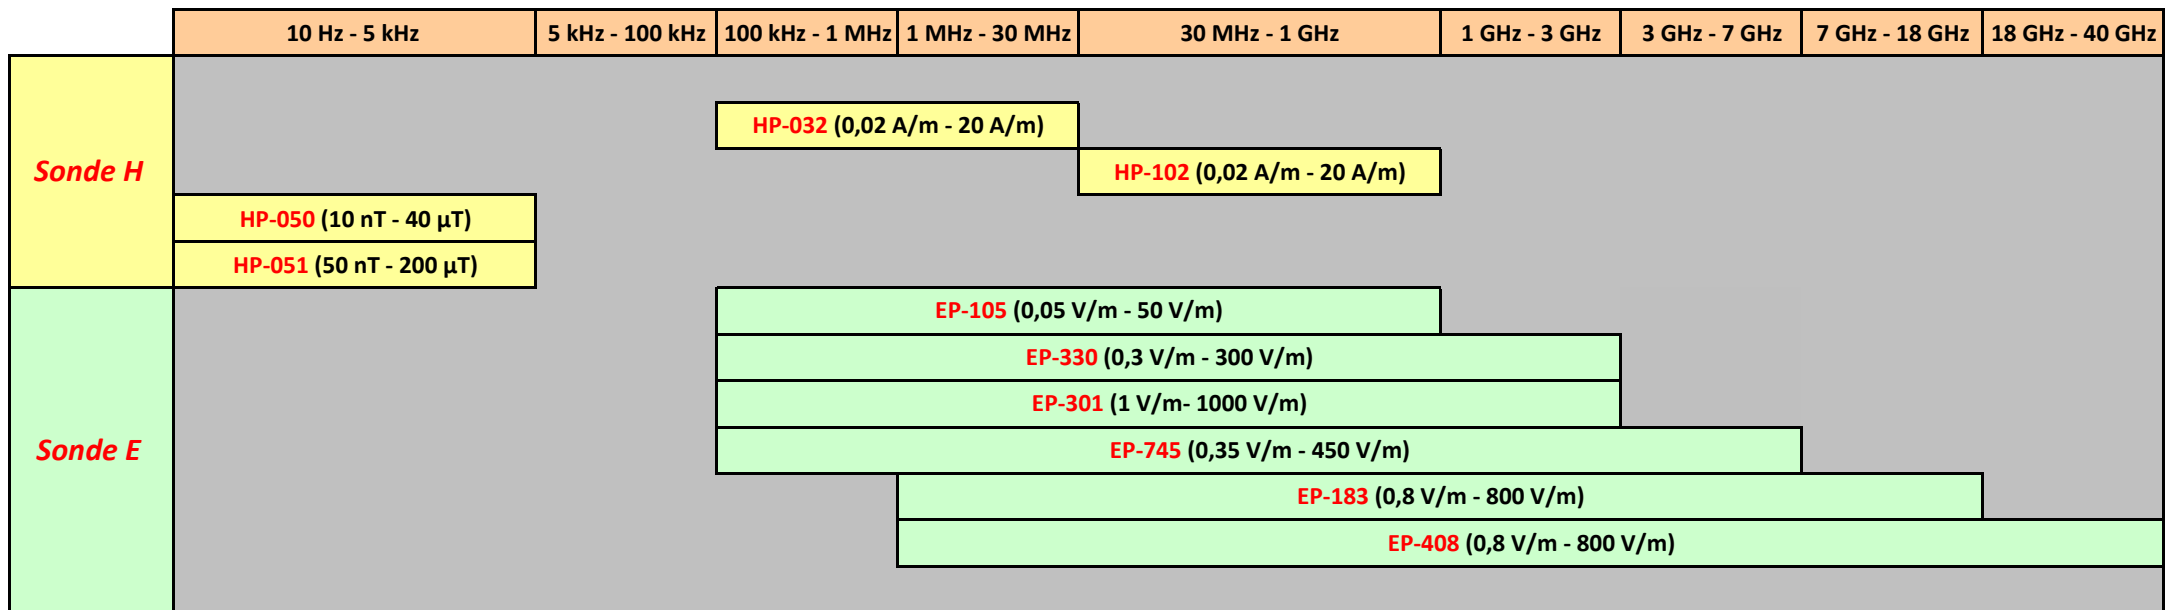 10 Hz - 5 kHz 5 kHz - 100 kHz 100 kHz - 1 MHz 1 MHz - 30 MHz 30 MHz - 1 GHz 1 GHz - 3 GHz 3 GHz - 7 GHz 7 GHz - 18 GHz 18 GHz - 40 GHz
HP-032 (0,02 A/m - 20 A/m)
Sonde H
HP-102 (0,02 A/m - 20 A/m)
HP-050 (10 nT - 40 µT)
HP-051 (50 nT - 200 µT)
EP-105 (0,05 V/m - 50 V/m)
EP-330 (0,3 V/m - 300 V/m)
EP-301 (1 V/m- 1000 V/m)
Sonde E
EP-745 (0,35 V/m - 450 V/m)
EP-183 (0,8 V/m - 800 V/m)
EP-408 (0,8 V/m - 800 V/m)